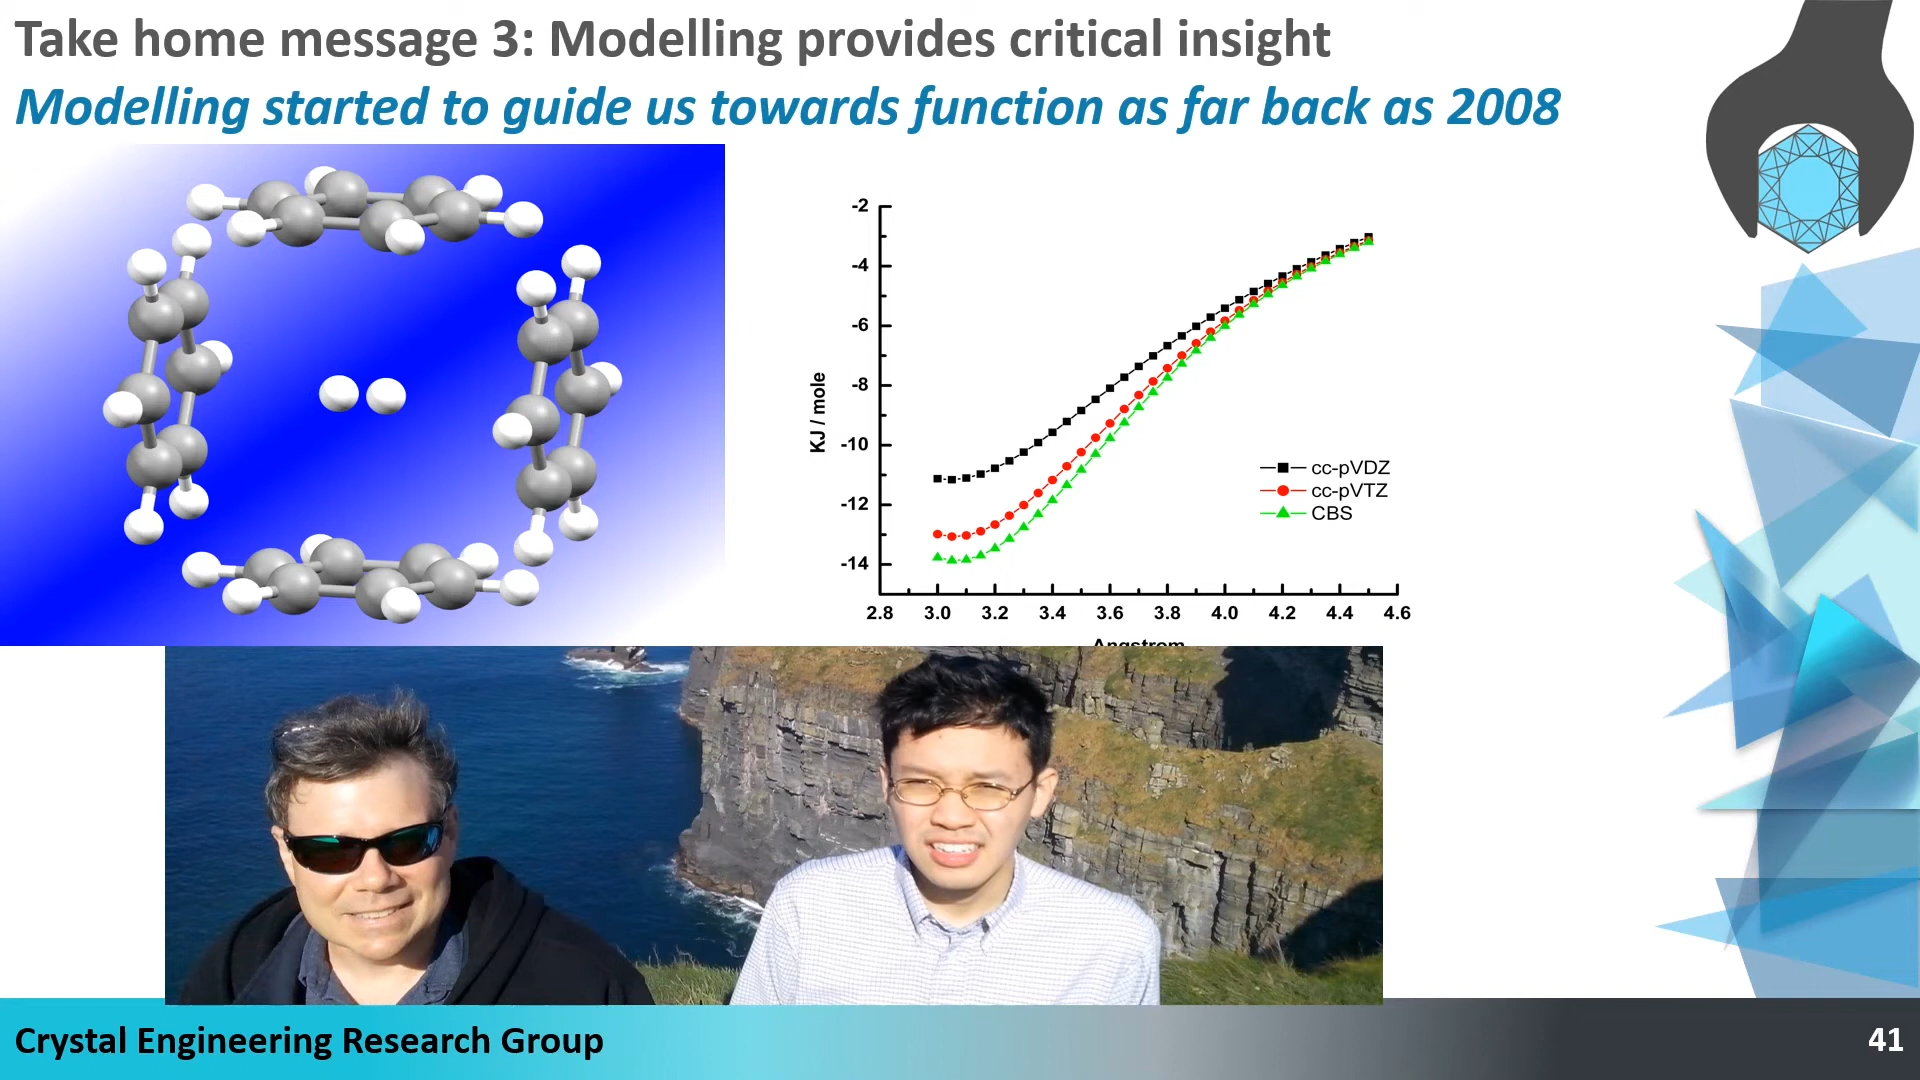 Take home message 3: Modelling provides critical insight
Modelling started to guide us towards function as far back as 2008
-2
-4
-6
-8
-10
-12
-14
KJ / mole
cc-pVDZ
cc-pVTZ
CBS
2.8 3.0 3.2 3.4 3.6 3.8 4.0 4.2 4.4 4.6
Angstrom
Crystal Engineering Research Group
41